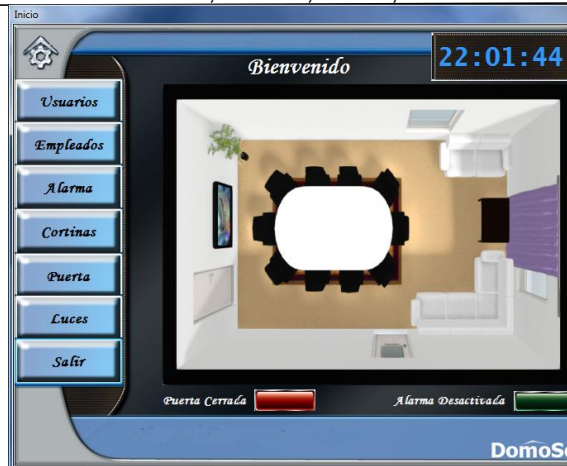 Inicio
Bienvenido
22:01:44
Usuarios
Empleados
Alarma
Cortinas
Puerta
Luces
Salir
Puerta Cerrada
Alarma Desactivada